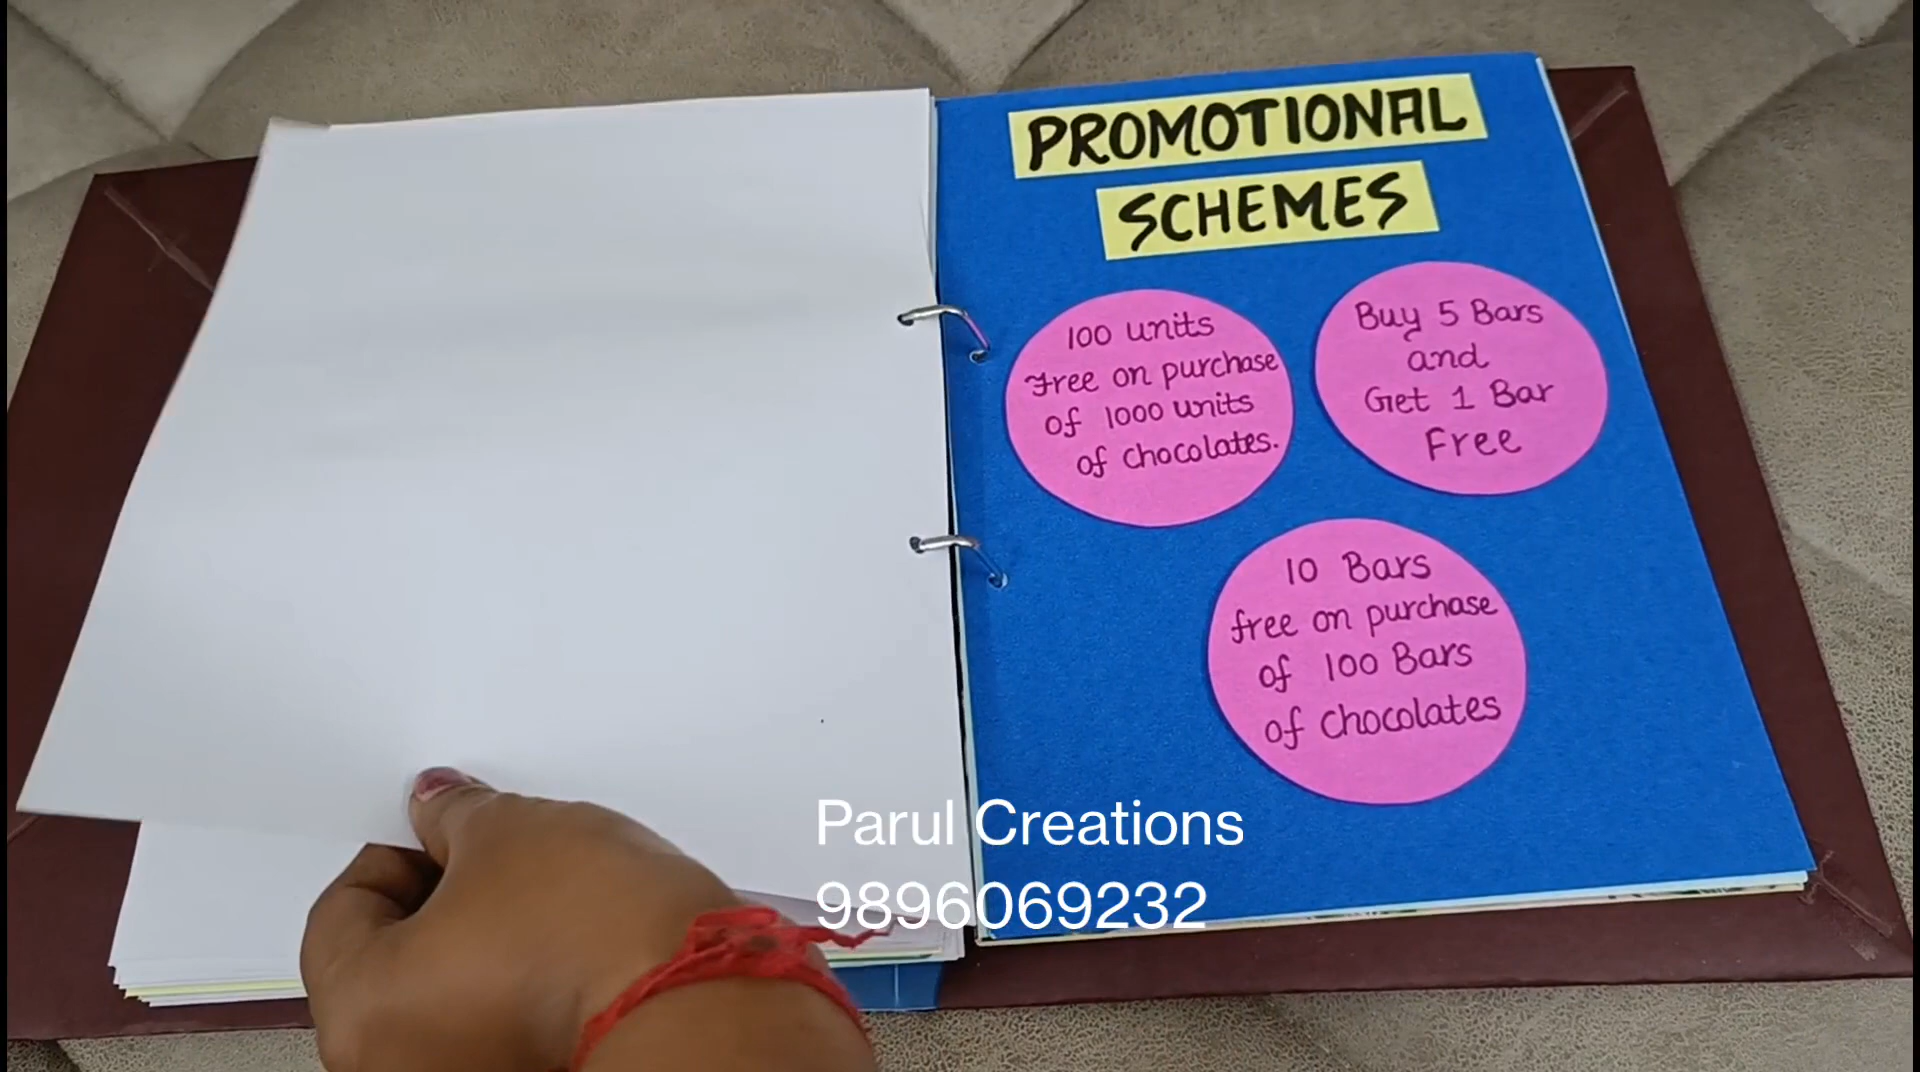 PROMOTIONAL
SCHEMES
100 units
Free on purchase
of 1000 units
of chocolates.
Buy 5 Bars
and
Get 1 Bar
Free
10 Bars
free on purchase
of 100 Bars
of Chocolates
Parul Creations
9896069232